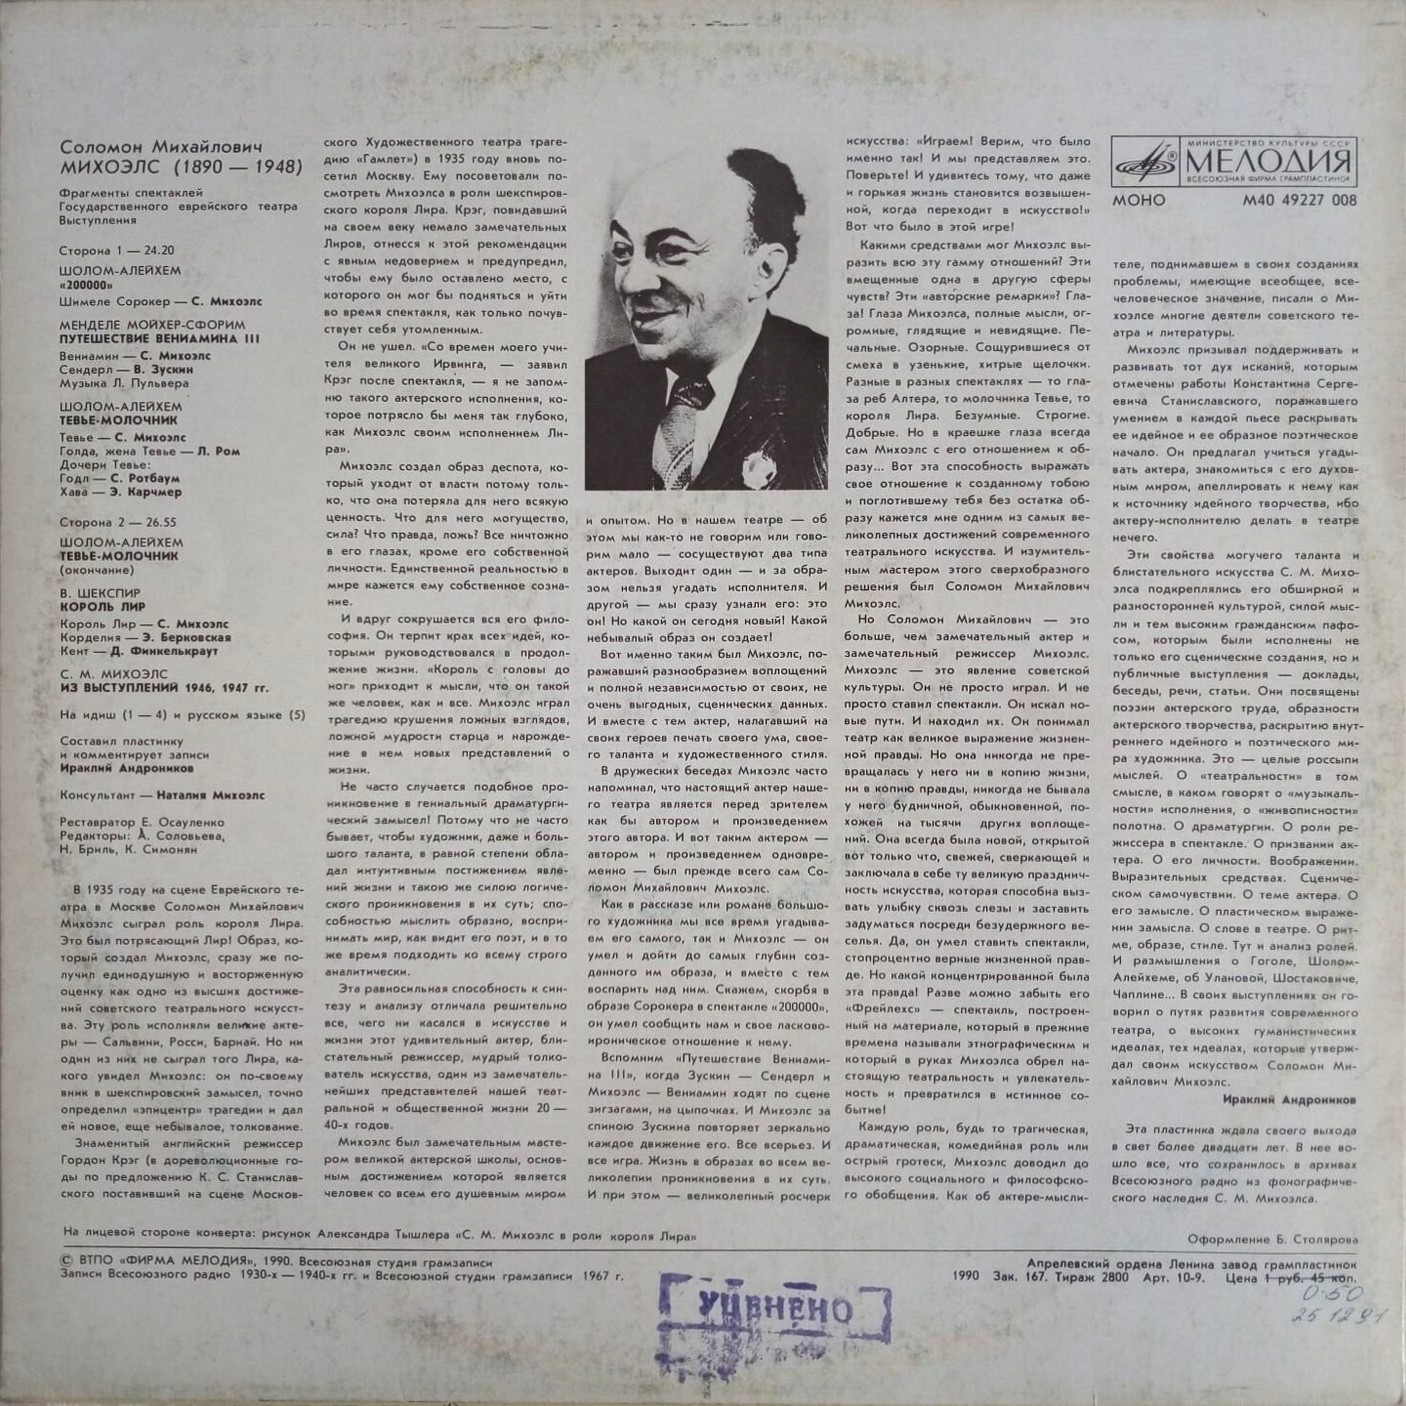 Соломон Михайлович
МИХОЭЛС (1890 — 1948)
Фрагменты спектаклей
Государственного еврейского театра
Выступления
Сторона 1 — 24.20
ШОЛОМ-АЛЕЙХЕМ
«200000»
Шимеле Сорокер — С. Михоэлс
МЕНДЕЛЕ МОЙХЕР-СФОРИМ
ПУТЕШЕСТВИЕ ВЕНИАМИНА III
Вениамин — С. Михоэлс
Сендерл — В. Зускин
Музыка Л. Пульвера
ШОЛОМ-АЛЕЙХЕМ
ТЕВЬЕ-МОЛОЧНИК
Тевье — С. Михоэлс
Голда, жена Тевье — Л. Ром
Дочери Тевье:
Годл — С. Ротбаум
Хава — Э. Карчмер
Сторона 2 — 26.55
ШОЛОМ-АЛЕЙХЕМ
ТЕВЬЕ-МОЛОЧНИК
(окончание)
В. ШЕКСПИР
КОРОЛЬ ЛИР
Король Лир — С. Михоэлс
Корделия — Э. Берковская
Кент — Д. Финкелькраут
С. М. МИХОЭЛС
ИЗ ВЫСТУПЛЕНИЙ 1946, 1947 гг.
На идиш (1 — 4) и русском языке (5)
Составил пластинку
и комментирует записи
Ираклий Андроников
Консультант — Наталия Михоэлс
Реставратор Е. Осауленко
Редакторы: А. Соловьева,
Н. Бриль, К. Симонян
В 1935 году на сцене Еврейского те-
атра в Москве Соломон Михайлович
Михоэлс сыграл роль короля Лира.
Это был потрясающий Лир! Образ, ко-
торый создал Михоэлс, сразу же по-
лучил единодушную и восторженную
оценку как одно из высших достиже-
ний советского театрального искусст-
ва. Эту роль исполняли великие акте-
ры — Сальвини, Росси, Барнай. Но ни
один из них не сыграл того Лира, ка-
кого увидел Михоэлс: он по-своему
вник в шекспировский замысел, точно
определил «эпицентр» трагедии и дал
ей новое, еще небывалое, толкование.
Знаменитый английский режиссер
Гордон Крэг (в дореволюционные го-
ды по предложению К. С. Станислав-
ского поставивший на сцене Москов-
ского Художественного театра траге-
дию «Гамлет») в 1935 году вновь по-
сетил Москву. Ему посоветовали по-
смотреть Михоэлса в роли шекспиров-
ского короля Лира. Крэг, повидавший
на своем веку немало замечательных
Лиров, отнесся к этой рекомендации
с явным недоверием и предупредил,
чтобы ему было оставлено место, с
которого он мог бы подняться и уйти
во время спектакля, как только почув-
ствует себя утомленным.
Он не ушел. «Со времен моего учи-
теля великого Ирвинга, — заявил
Крэг после спектакля, — я не запом-
ню такого актерского исполнения, ко-
торое потрясло бы меня так глубоко,
как Михоэлс своим исполнением Ли-
ра».
Михоэлс создал образ деспота, ко-
торый уходит от власти потому толь-
ко, что она потеряла для него всякую
ценность. Что для него могущество,
сила? Что правда, ложь? Все ничтожно
в его глазах, кроме его собственной
личности. Единственной реальностью в
мире кажется ему собственное созна-
ние.
И вдруг сокрушается вся его фило-
софия. Он терпит крах всех идей, ко-
торыми руководствовался в продол-
жение жизни. «Король с головы до
ног» приходит к мысли, что он такой
же человек, как и все. Михоэлс играл
трагедию крушения ложных взглядов,
ложной мудрости старца и нарожде-
ние в нем новых представлений о
жизни.
Не часто случается подобное про-
никновение в гениальный драматурги-
ческий замысел! Потому что не часто
бывает, чтобы художник, даже и боль-
шого таланта, в равной степени обла-
дал интуитивным постижением явле-
ний жизни и такою же силою логиче-
ского проникновения в их суть; спо-
собностью мыслить образно, воспри-
нимать мир, как видит его поэт, и в то
же время подходить ко всему строго
аналитически.
Эта равносильная способность к син-
тезу и анализу отличала решительно
все, чего ни касался в искусстве и
жизни этот удивительный актер, бли-
стательный режиссер, мудрый толко-
ватель искусства, один из замечатель-
нейших представителей нашей теат-
ральной и общественной жизни 20 —
40-х годов.
Михоэлс был замечательным масте-
ром великой актерской школы, основ-
ным достижением которой является
человек со всем его душевным миром
и опытом. Но в нашем театре — об
этом мы как-то не говорим или гово-
рим мало — сосуществуют два типа
актеров. Выходит один — и за обра-
зом нельзя угадать исполнителя. И
другой — мы сразу узнали его: это
он! Но какой он сегодня новый! Какой
небывалый образ он создает!
Вот именно таким был Михоэлс, по-
ражавший разнообразием воплощений
и полной независимостью от своих, не
очень выгодных, сценических данных.
И вместе с тем актер, налагавший на
своих героев печать своего ума, свое-
го таланта и художественного стиля.
В дружеских беседах Михоэлс часто
напоминал, что настоящий актер наше-
го театра является перед зрителем
как бы автором и произведением
этого автора. И вот таким актером —
автором и произведением одновре-
менно — был прежде всего сам Со-
ломон Михайлович Михоэлс.
Как в рассказе или романе большо-
го художника мы все время угадыва-
ем его самого, так и Михоэлс — он
умел и дойти до самых глубин соз-
данного им образа, и вместе с тем
воспарить над ним. Скажем, скорбя в
образе Сорокера в спектакле «200000»,
он умел сообщить нам и свое ласково-
ироническое отношение к нему.
Вспомним «Путешествие Вениами-
на III», когда Зускин — Сендерл и
Михоэлс — Вениамин ходят по сцене
зигзагами, на цыпочках. И Михоэлс за
спиною Зускина повторяет зеркально
каждое движение его. Все всерьез. И
все игра. Жизнь в образах во всем ве-
ликолепии проникновения в их суть.
И при этом — великолепный росчерк
искусства: «Играем! Верим, что было
именно так! И мы представляем это.
Поверьте! И удивитесь тому, что даже
и горькая жизнь становится возвышен-
ной, когда переходит в искусство!»
Вот что было в этой игре!
Какими средствами мог Михоэлс вы-
разить всю эту гамму отношений? Эти
вмещенные одна в другую сферы
чувств? Эти «авторские ремарки»? Гла-
за! Глаза Михоэлса, полные мысли, ог-
ромные, глядящие и невидящие. Пе-
чальные. Озорные. Сощурившиеся от
смеха в узенькие, хитрые щелочки.
Разные в разных спектаклях — то гла-
за реб Алтера, то молочника Тевье, то
короля Лира. Безумные. Строгие.
Добрые. Но в краешке глаза всегда
сам Михоэлс с его отношением к об-
разу... Вот эта способность выражать
свое отношение к созданному тобою
и поглотившему тебя без остатка об-
разу кажется мне одним из самых ве-
ликолепных достижений современного
театрального искусства. И изумитель-
ным мастером этого сверхобразного
решения был Соломон Михайлович
Михоэлс.
Но Соломон Михайлович — это
больше, чем замечательный актер и
замечательный режиссер Михоэлс.
Михоэлс — это явление советской
культуры. Он не просто играл. И не
просто ставил спектакли. Он искал но-
вые пути. И находил их. Он понимал
театр как великое выражение жизнен-
ной правды. Но она никогда не пре-
вращалась у него ни в копию жизни,
ни в копию правды, никогда не бывала
у него будничной, обыкновенной, по-
хожей на тысячи других воплоще-
ний. Она всегда была новой, открытой
вот только что, свежей, сверкающей и
заключала в себе ту великую празднич-
ность искусства, которая способна выз-
вать улыбку сквозь слезы и заставить
задуматься посреди безудержного ве-
селья. Да, он умел ставить спектакли,
стопроцентно верные жизненной прав-
де. Но какой концентрированной была
эта правда! Разве можно забыть его
«Фрейлехс» — спектакль, построен-
ный на материале, который в прежние
времена называли этнографическим и
который в руках Михоэлса обрел на-
стоящую театральность и увлекатель-
ность и превратился в истинное со-
бытие!
Каждую роль, будь то трагическая,
драматическая, комедийная роль или
острый гротеск, Михоэлс доводил до
высокого социального и философско-
го обобщения. Как об актере-мысли-
МИНИСТЕРСТВО КУЛЬТУРЫ СССР
МЕЛОДИЯ
ВСЕСОЮЗНАЯ ФИРМА ГРАМПЛАСТИНОК
МОНО М40 49227 008
теле, поднимавшем в своих созданиях
проблемы, имеющие всеобщее, все-
человеческое значение, писали о Ми-
хоэлсе многие деятели советского те-
атра и литературы.
Михоэлс призывал поддерживать и
развивать тот дух исканий, которым
отмечены работы Константина Серге-
евича Станиславского, поражавшего
умением в каждой пьесе раскрывать
ее идейное и ее образное поэтическое
начало. Он предлагал учиться угады-
вать актера, знакомиться с его духов-
ным миром, апеллировать к нему как
к источнику идейного творчества, ибо
актеру-исполнителю делать в театре
нечего.
Эти свойства могучего таланта и
блистательного искусства С. М. Михо-
элса подкреплялись его обширной и
разносторонней культурой, силой мыс-
ли и тем высоким гражданским пафо-
сом, которым были исполнены не
только его сценические создания, но и
публичные выступления — доклады,
беседы, речи, статьи. Они посвящены
поэзии актерского труда, образности
актерского творчества, раскрытию внут-
реннего идейного и поэтического ми-
ра художника. Это — целые россыпи
мыслей. О «театральности» в том
смысле, в каком говорят о «музыкаль-
ности» исполнения, о «живописности»
полотна. О драматургии. О роли ре-
жиссера в спектакле. О призвании ак-
тера. О его личности. Воображении.
Выразительных средствах. Сцениче-
ском самочувствии. О теме актера. О
его замысле. О пластическом выраже-
нии замысла. О слове в театре. О рит-
ме, образе, стиле. Тут и анализ ролей.
И размышления о Гоголе, Шолом-
Алейхеме, об Улановой, Шостаковиче,
Чаплине... В своих выступлениях он го-
ворил о путях развития современного
театра, о высоких гуманистических
идеалах, тех идеалах, которые утверж-
дал своим искусством Соломон Ми-
хайлович Михоэлс.
Ираклий Андроников
Эта пластинка ждала своего выхода
в свет более двадцати лет. В нее во-
шло все, что сохранилось в архивах
Всесоюзного радио из фонографиче-
ского наследия С. М. Михоэлса.
На лицевой стороне конверта: рисунок Александра Тышлера «С. М. Михоэлс в роли короля Лира»
Оформление Б. Столярова
© ВТПО «ФИРМА МЕЛОДИЯ», 1990. Всесоюзная студия грамзаписи
Записи Всесоюзного радио 1930-х — 1940-х гг. и Всесоюзной студии грамзаписи 1967 г.
Апрелевский ордена Ленина завод грампластинок
1990 Зак. 167. Тираж 2800 Арт. 10-9. Цена 1 руб. 45 коп.
0-50
25 12 91
УЦЕНЕНО